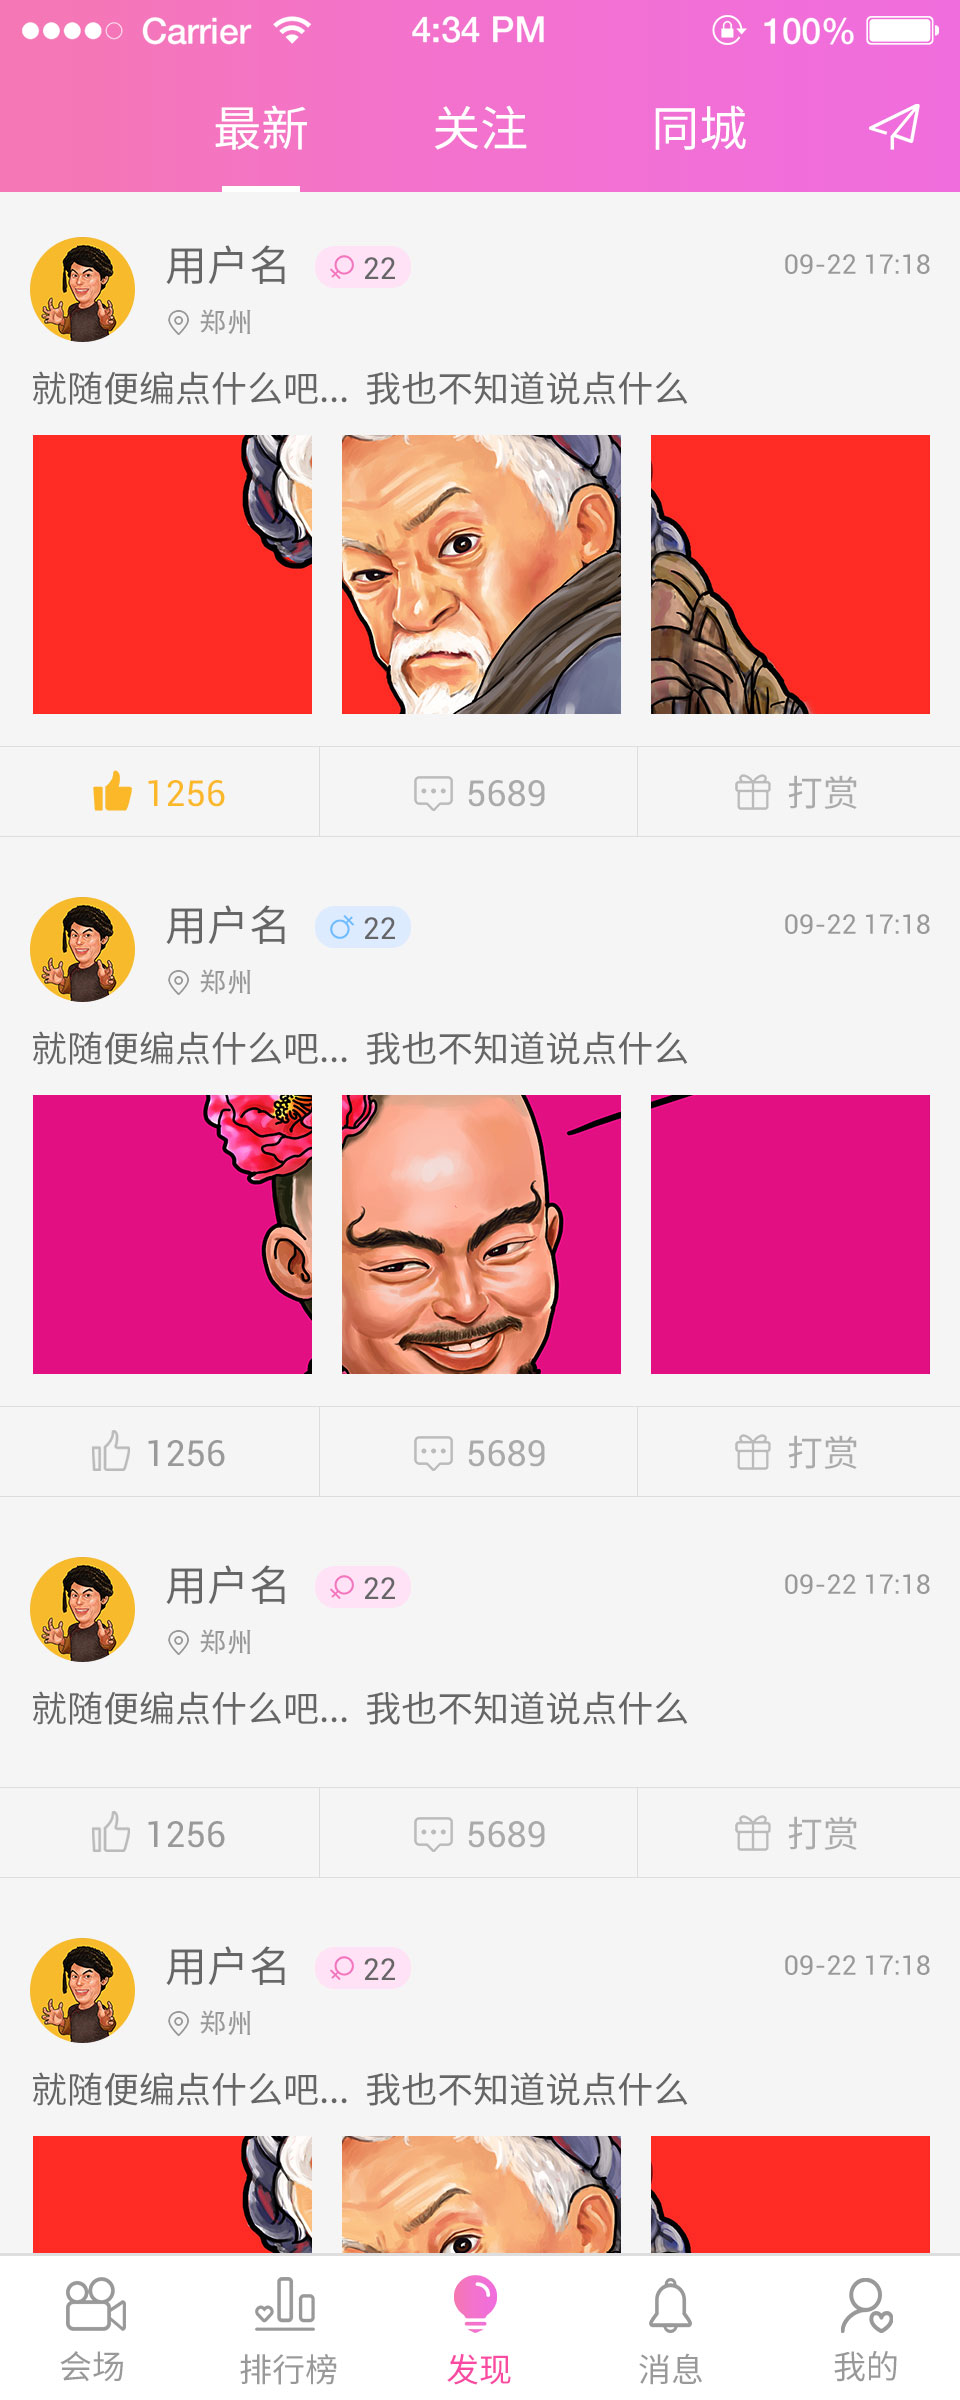 Carrier 4:34 PM 100%
最新 关注 同城
用户名 22 09-22 17:18
郑州
就随便编点什么吧... 我也不知道说点什么
1256 5689 打赏
用户名 22 09-22 17:18
郑州
就随便编点什么吧... 我也不知道说点什么
1256 5689 打赏
用户名 22 09-22 17:18
郑州
就随便编点什么吧... 我也不知道说点什么
1256 5689 打赏
用户名 22 09-22 17:18
郑州
就随便编点什么吧... 我也不知道说点什么
会场 排行榜 发现 消息 我的